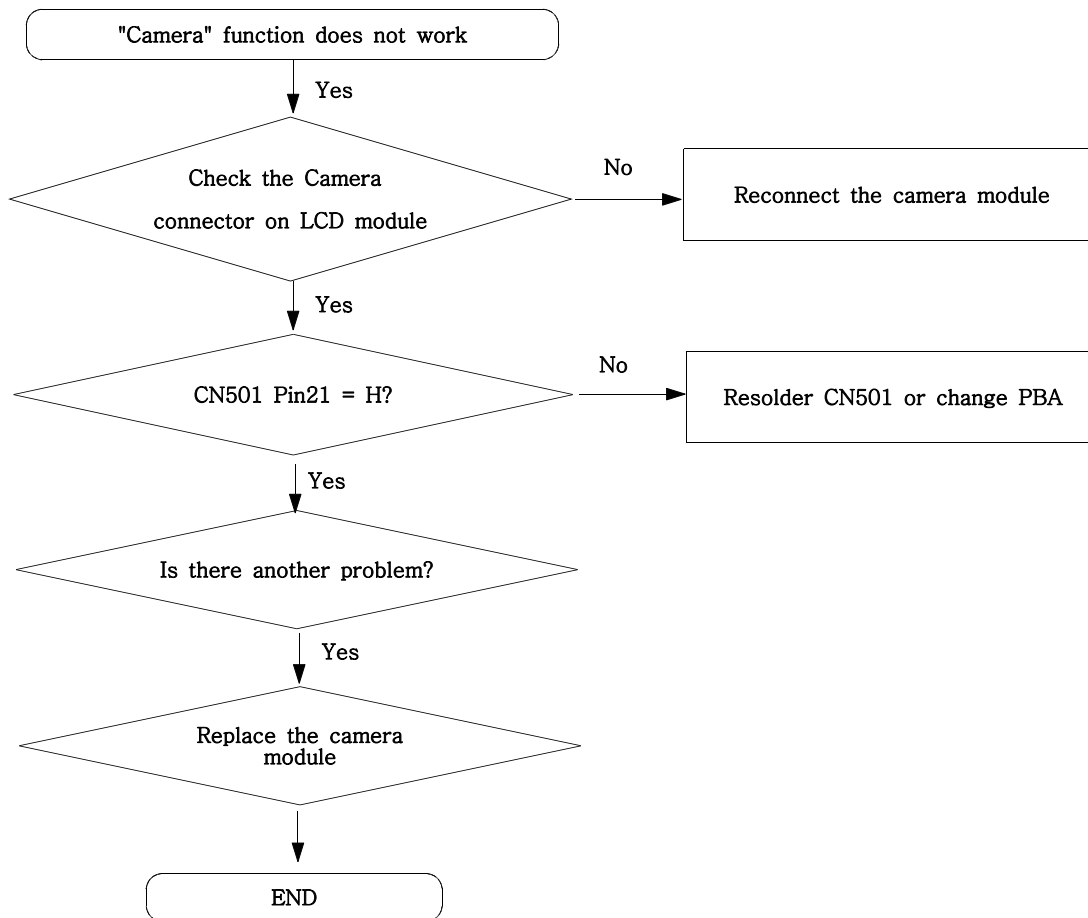 "Camera" function does not work
Yes
Check the Camera
connector on LCD module
No
Reconnect the camera module
Yes
CN501 Pin21 = H?
No
Resolder CN501 or change PBA
Yes
Is there another problem?
Yes
Replace the camera
module
END